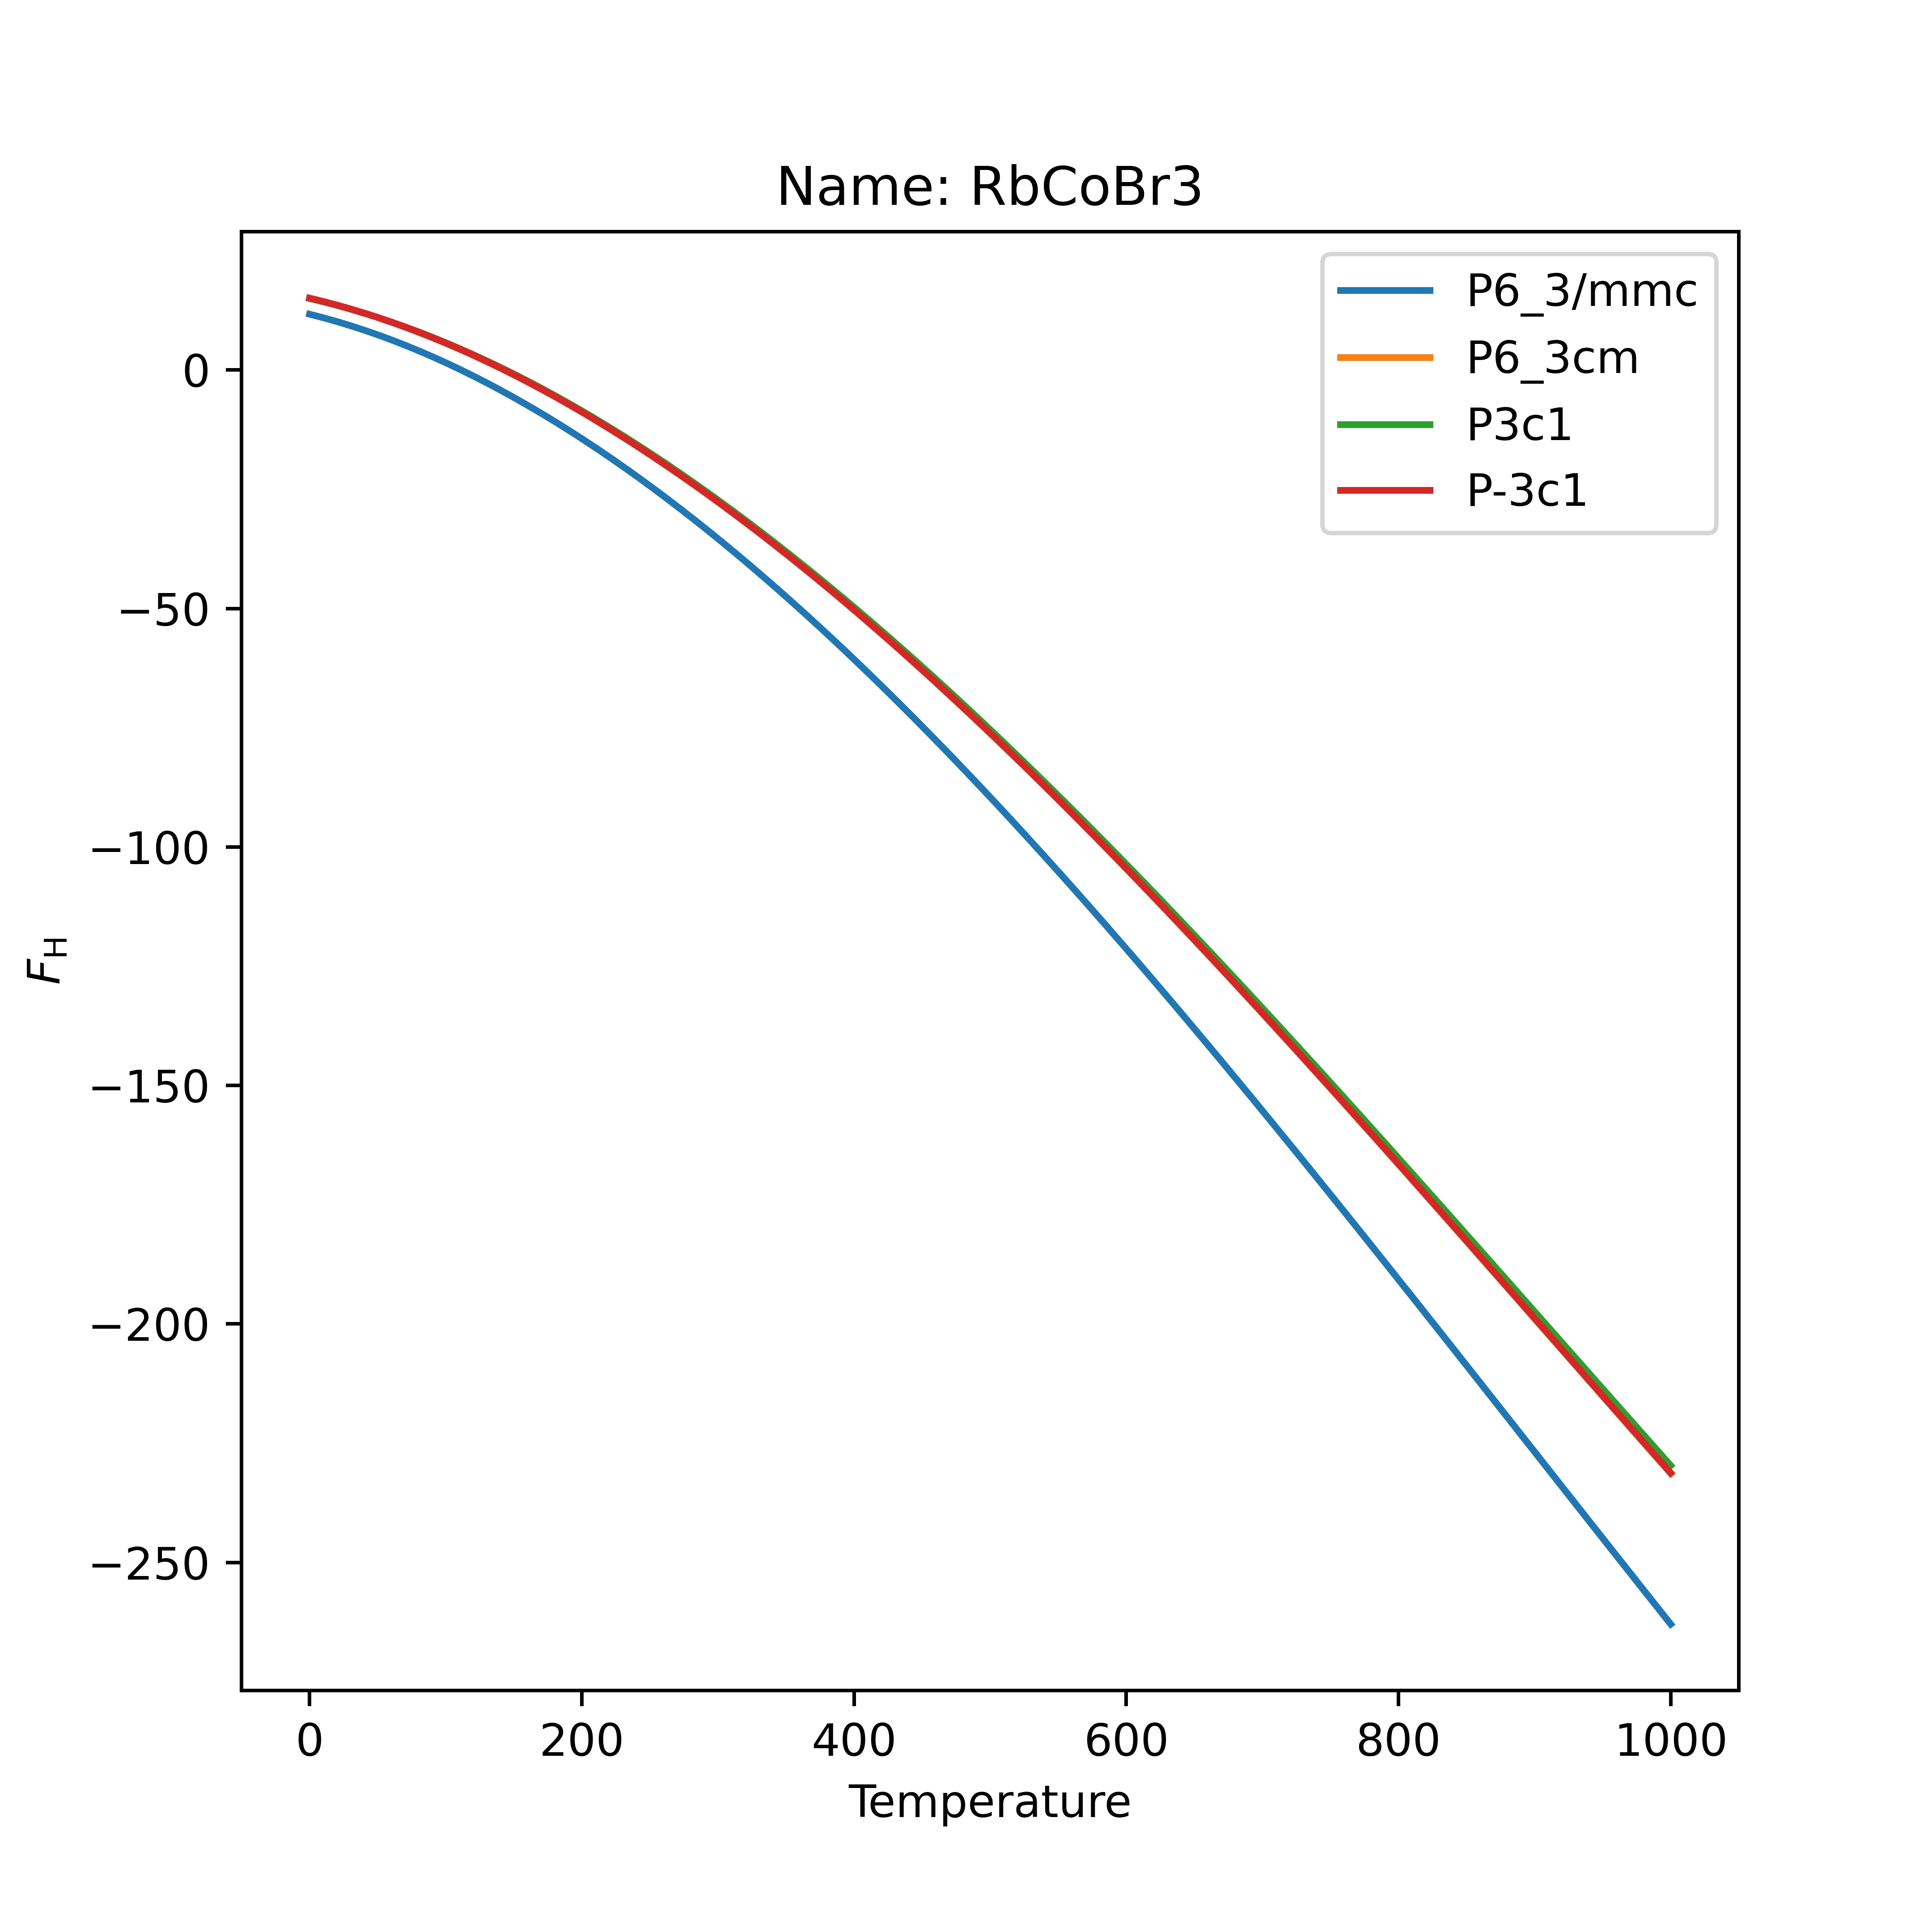 Name: RbCoBr3
P6_3/mmc
P6_3cm
P3c1
P-3c1
0
−50
−100
−150
−200
−250
F_H
0 200 400 600 800 1000
Temperature